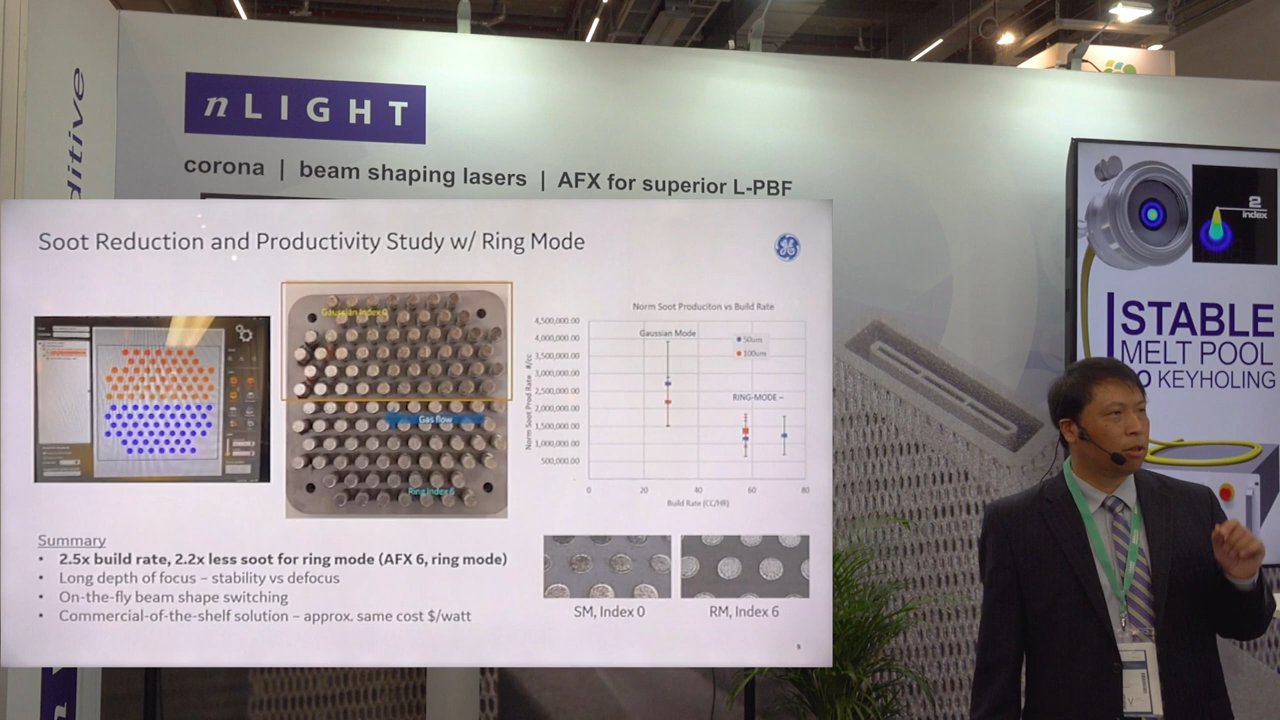 ditive
nLIGHT
corona | beam shaping lasers | AFX for superior L-PBF
2
index
STABLE
MELT POOL
O KEYHOLING
Soot Reduction and Productivity Study w/ Ring Mode
Gaussian Index 0
Gas flow
Ring Index 6
Norm Soot Produciton vs Build Rate
Norm Soot Prod Rate #/cc
4,500,000.00
4,000,000.00
3,500,000.00
3,000,000.00
2,500,000.00
2,000,000.00
1,500,000.00
1,000,000.00
500,000.00
Gaussian Mode
50um
100um
RING-MODE –
0 20 40 60 80
Build Rate (CC/HR)
Summary
• 2.5x build rate, 2.2x less soot for ring mode (AFX 6, ring mode)
• Long depth of focus – stability vs defocus
• On-the-fly beam shape switching
• Commercial-of-the-shelf solution – approx. same cost $/watt
SM, Index 0
RM, Index 6
9